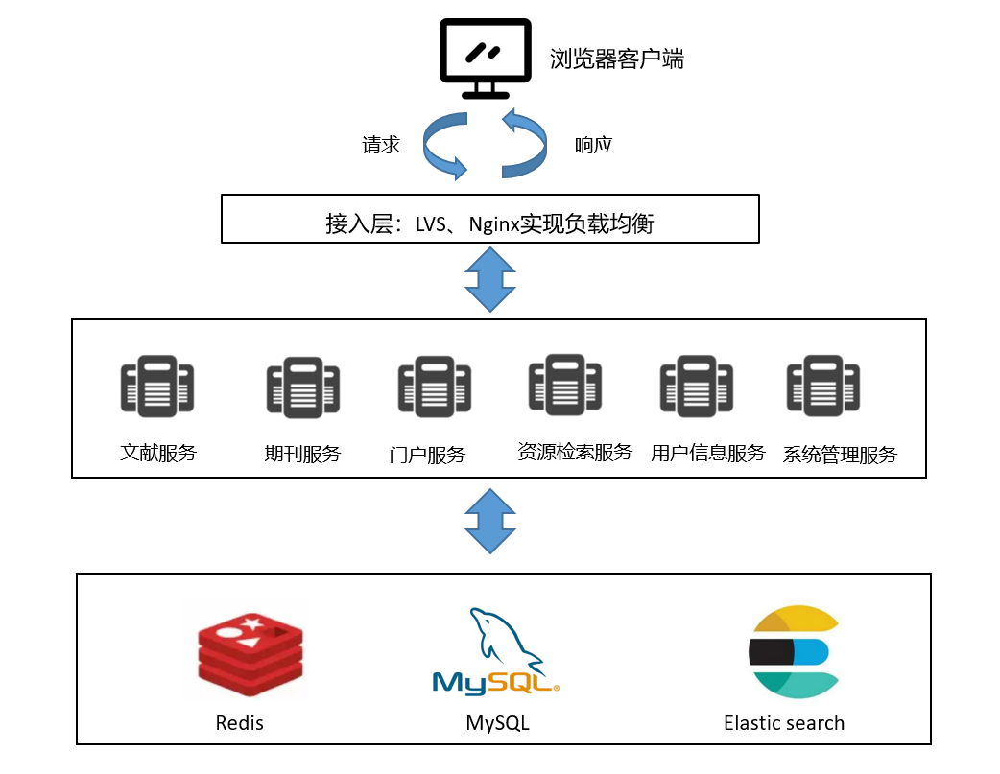 浏览器客户端
请求
响应
接入层：LVS、Nginx实现负载均衡
文献服务
期刊服务
门户服务
资源检索服务
用户信息服务
系统管理服务
MySQL
Redis
MySQL
Elastic search